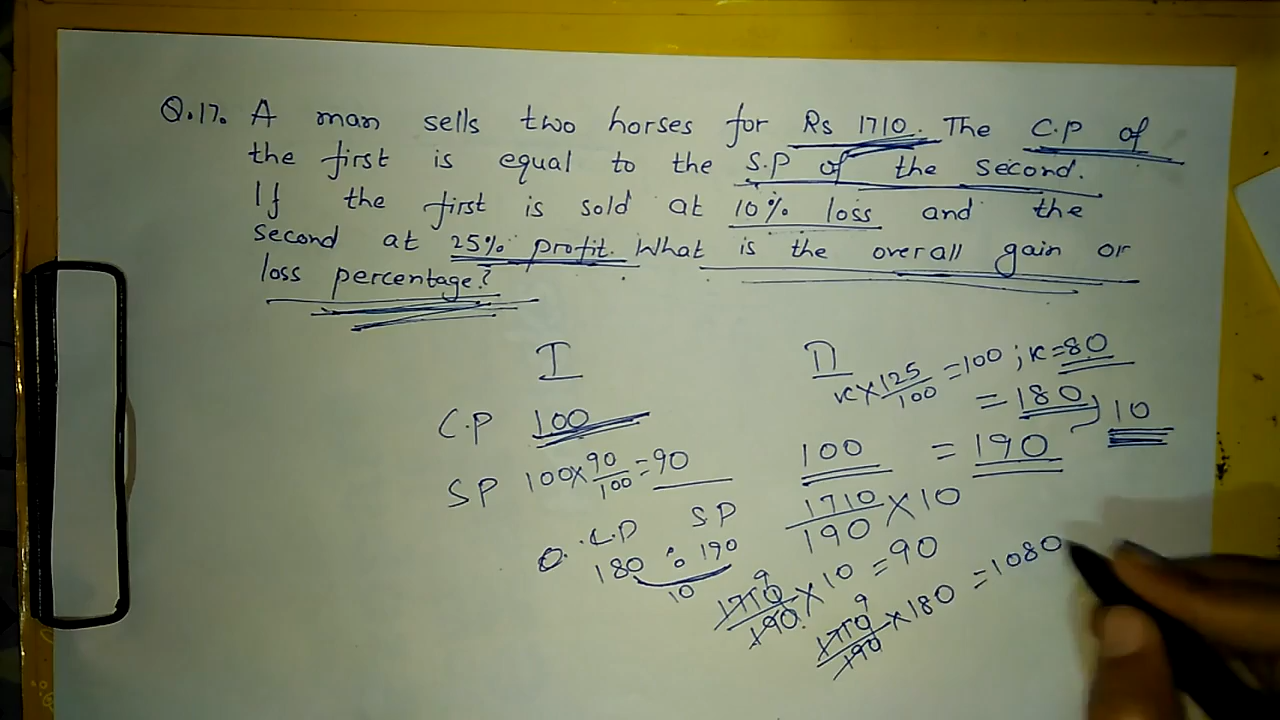 Q.17. A man sells two horses for Rs 1710. The C.P of
the first is equal to the S.P of the second.
If the first is sold at 10% loss and the
second at 25% profit. What is the overall gain or
loss percentage?
I II
x×125/100 =100; x=80
C.P 100 =180) 10
SP 100×90/100=90 100 =190
O. C.P SP 1710/190 ×10
180 : 190
10
1710/190 9 ×10 =90
1710/190 9 ×180 =1080